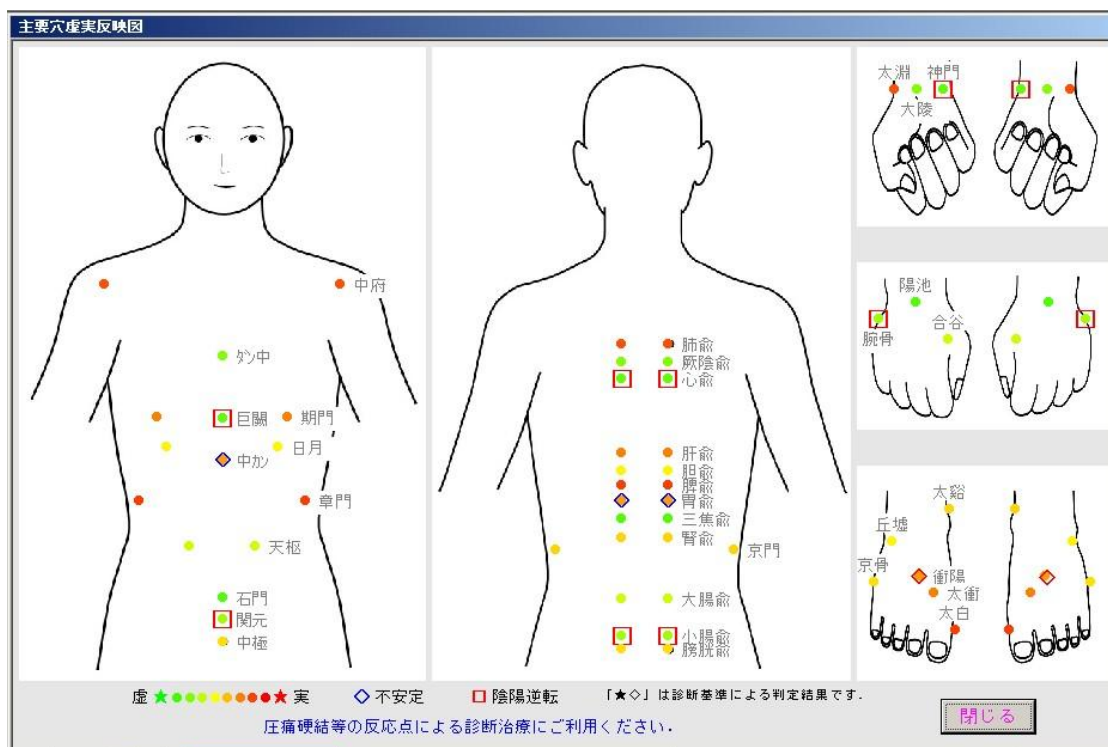 主要穴虚実反映図
中府
ﾀﾞﾝ中
巨闕
期門
日月
中ｶﾝ
章門
天枢
石門
関元
中極
肺兪
厥陰兪
心兪
肝兪
胆兪
脾兪
胃兪
三焦兪
腎兪
京門
大腸兪
小腸兪
膀胱兪
太淵 神門
大陵
陽池
合谷
腕骨
太谿
丘墟
京骨
衝陽
太衝
太白
虚 実 不安定 陰陽逆転 「★◇」は診断基準による判定結果です.
圧痛硬結等の反応点による診断治療にご利用ください.
閉じる